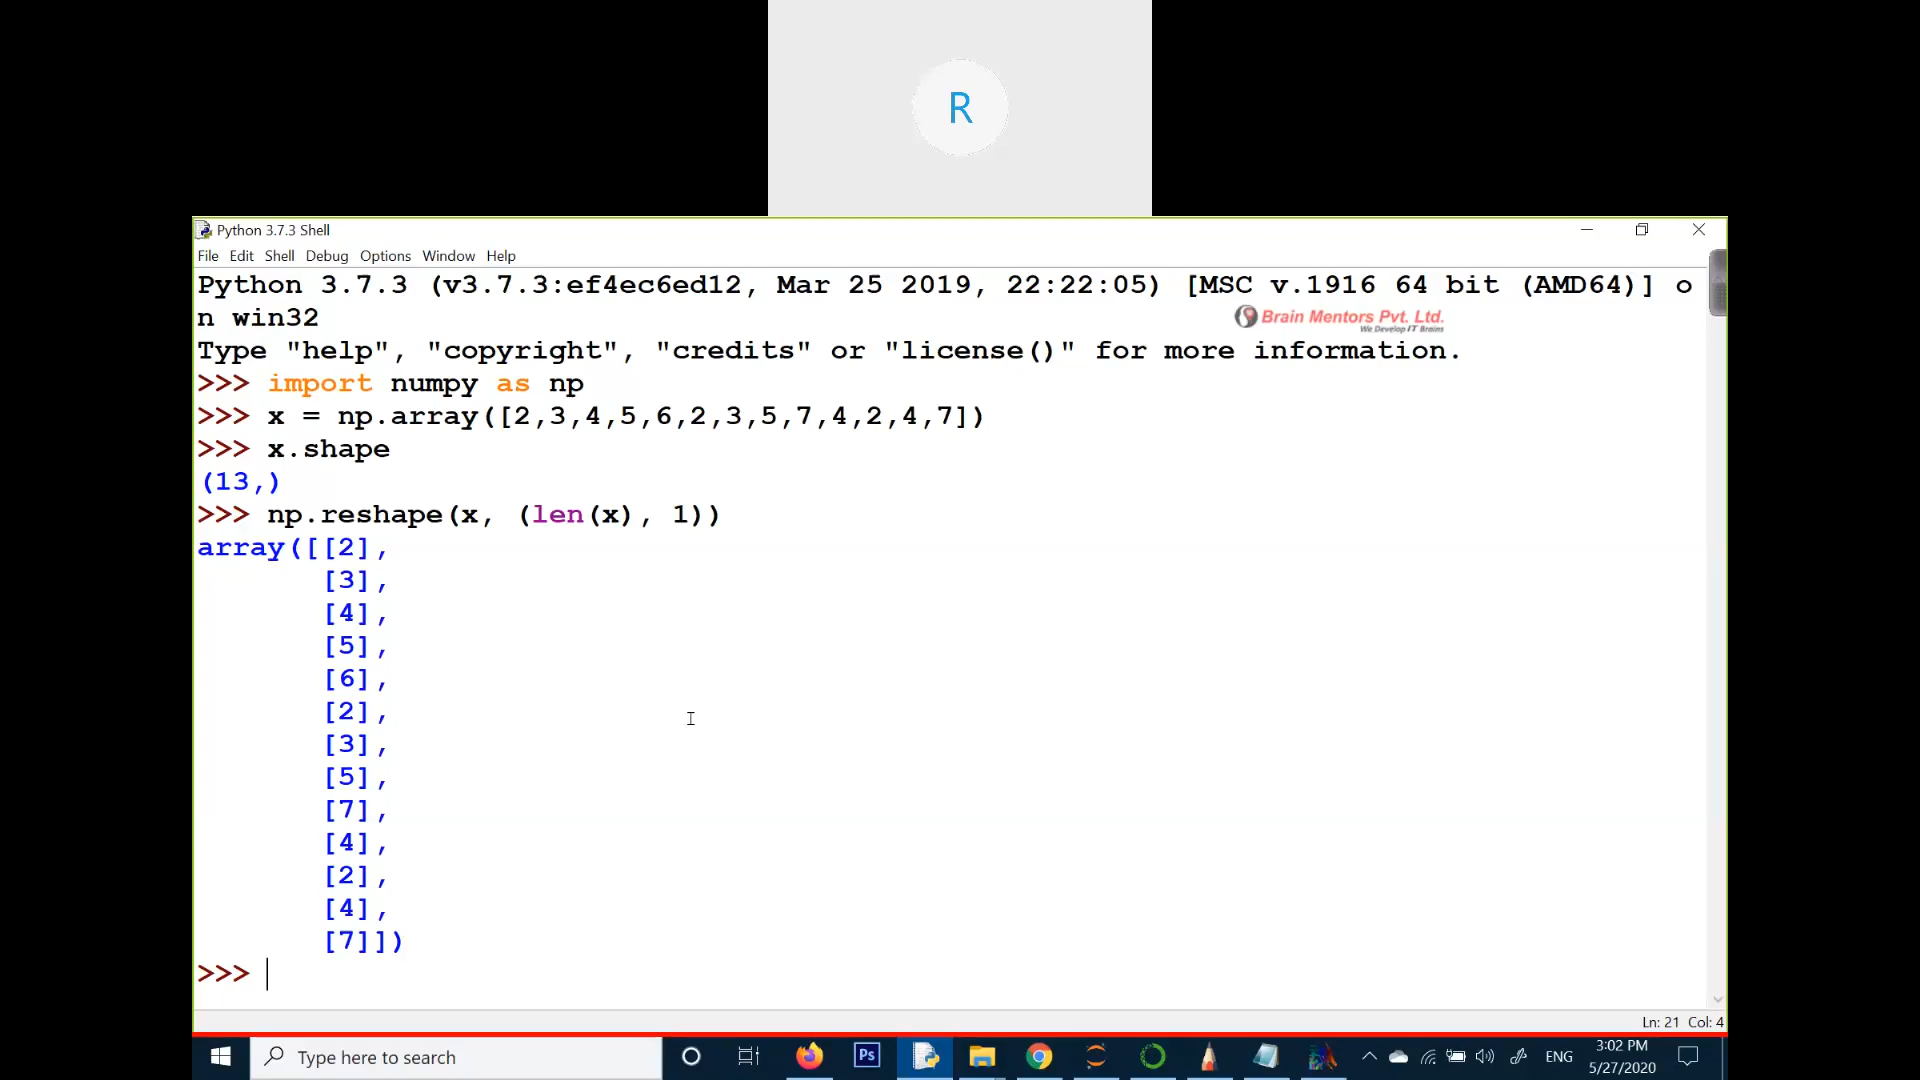 R
Python 3.7.3 Shell
File Edit Shell Debug Options Window Help
Python 3.7.3 (v3.7.3:ef4ec6ed12, Mar 25 2019, 22:22:05) [MSC v.1916 64 bit (AMD64)] o
n win32
Brain Mentors Pvt. Ltd.
We Develop IT Brains
Type "help", "copyright", "credits" or "license()" for more information.
>>> import numpy as np
>>> x = np.array([2,3,4,5,6,2,3,5,7,4,2,4,7])
>>> x.shape
(13,)
>>> np.reshape(x, (len(x), 1))
array([[2],
[3],
[4],
[5],
[6],
[2],
[3],
[5],
[7],
[4],
[2],
[4],
[7]])
>>>
Ln: 21 Col: 4
Type here to search
Ps
ENG
3:02 PM
5/27/2020